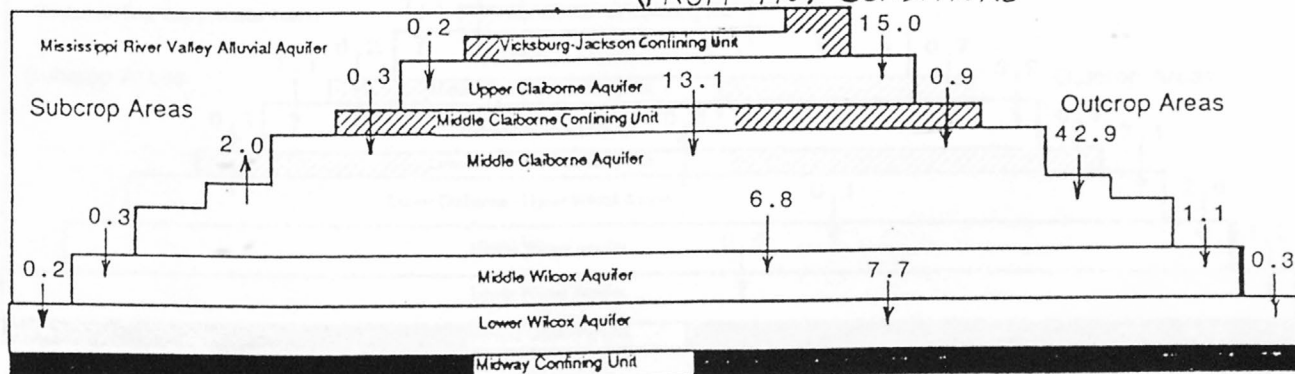 0.2
15.0
Mississippi River Valley Alluvial Aquifer
Vicksburg-Jackson Confining Unit
0.3
13.1
0.9
Upper Claiborne Aquifer
Subcrop Areas
Outcrop Areas
Middle Claiborne Confining Unit
2.0
42.9
Middle Claiborne Aquifer
0.3
6.8
1.1
0.2
Middle Wilcox Aquifer
7.7
0.3
Lower Wilcox Aquifer
Midway Confining Unit